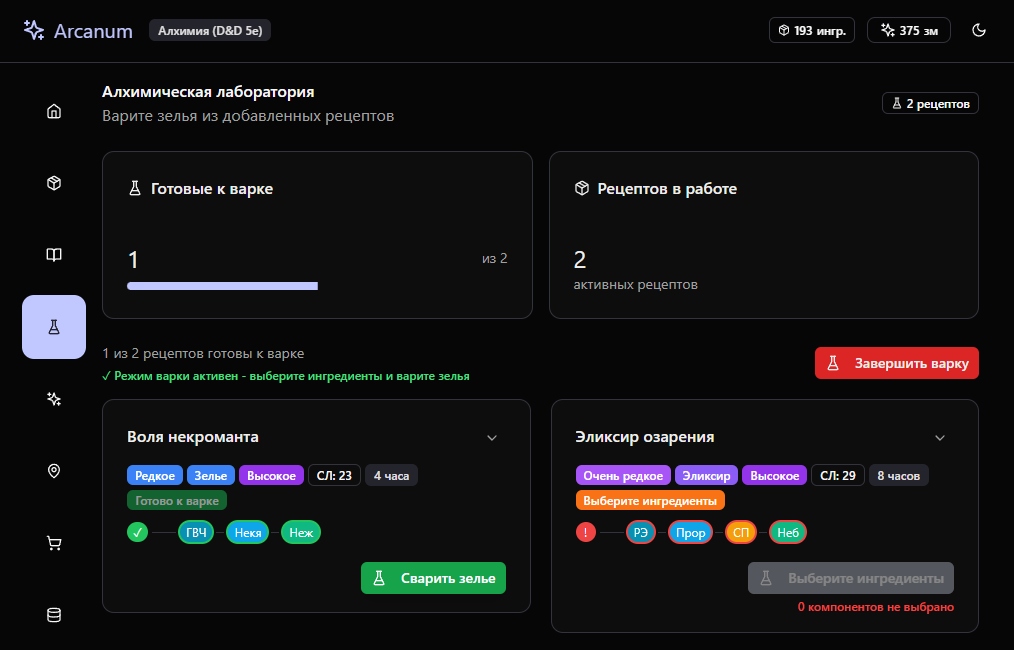 Arcanum
Алхимия (D&D 5e)
193 ингр.
375 зм
Алхимическая лаборатория
Варите зелья из добавленных рецептов
2 рецептов
Готовые к варке
1
из 2
Рецептов в работе
2
активных рецептов
1 из 2 рецептов готовы к варке
✓ Режим варки активен - выберите ингредиенты и варите зелья
Завершить варку
Воля некроманта
Редкое Зелье Высокое СЛ: 23 4 часа
Готово к варке
✓ ГВЧ Некя Неж
Сварить зелье
Эликсир озарения
Очень редкое Эликсир Высокое СЛ: 29 8 часов
Выберите ингредиенты
! РЭ Прор СП Неб
Выберите ингредиенты
0 компонентов не выбрано